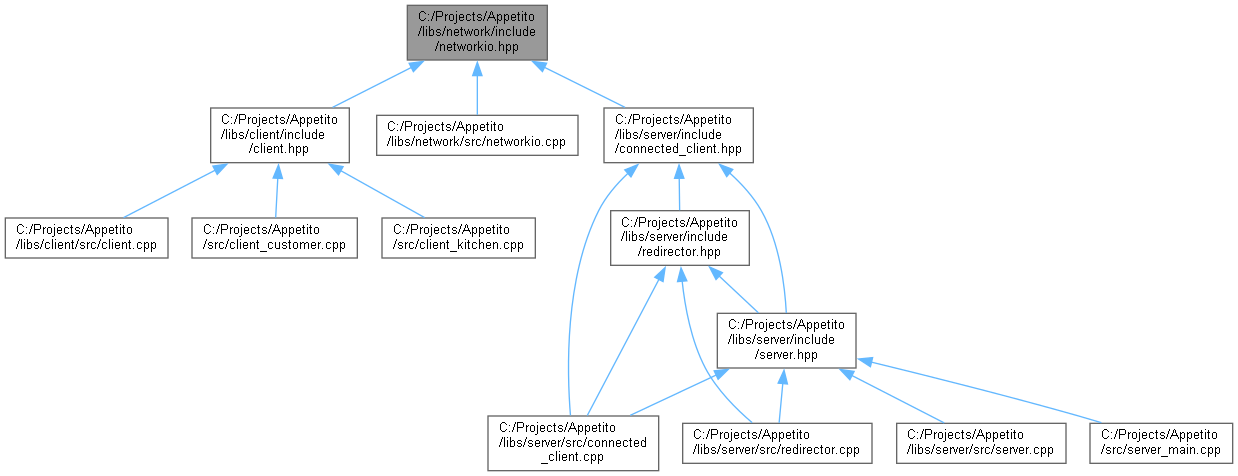 C:/Projects/Appetito
/libs/network/include
/networkio.hpp
C:/Projects/Appetito
/libs/client/include
/client.hpp
C:/Projects/Appetito
/libs/network/src/networkio.cpp
C:/Projects/Appetito
/libs/server/include
/connected_client.hpp
C:/Projects/Appetito
/libs/client/src/client.cpp
C:/Projects/Appetito
/src/client_customer.cpp
C:/Projects/Appetito
/src/client_kitchen.cpp
C:/Projects/Appetito
/libs/server/include
/redirector.hpp
C:/Projects/Appetito
/libs/server/include
/server.hpp
C:/Projects/Appetito
/libs/server/src/connected
_client.cpp
C:/Projects/Appetito
/libs/server/src/redirector.cpp
C:/Projects/Appetito
/libs/server/src/server.cpp
C:/Projects/Appetito
/src/server_main.cpp